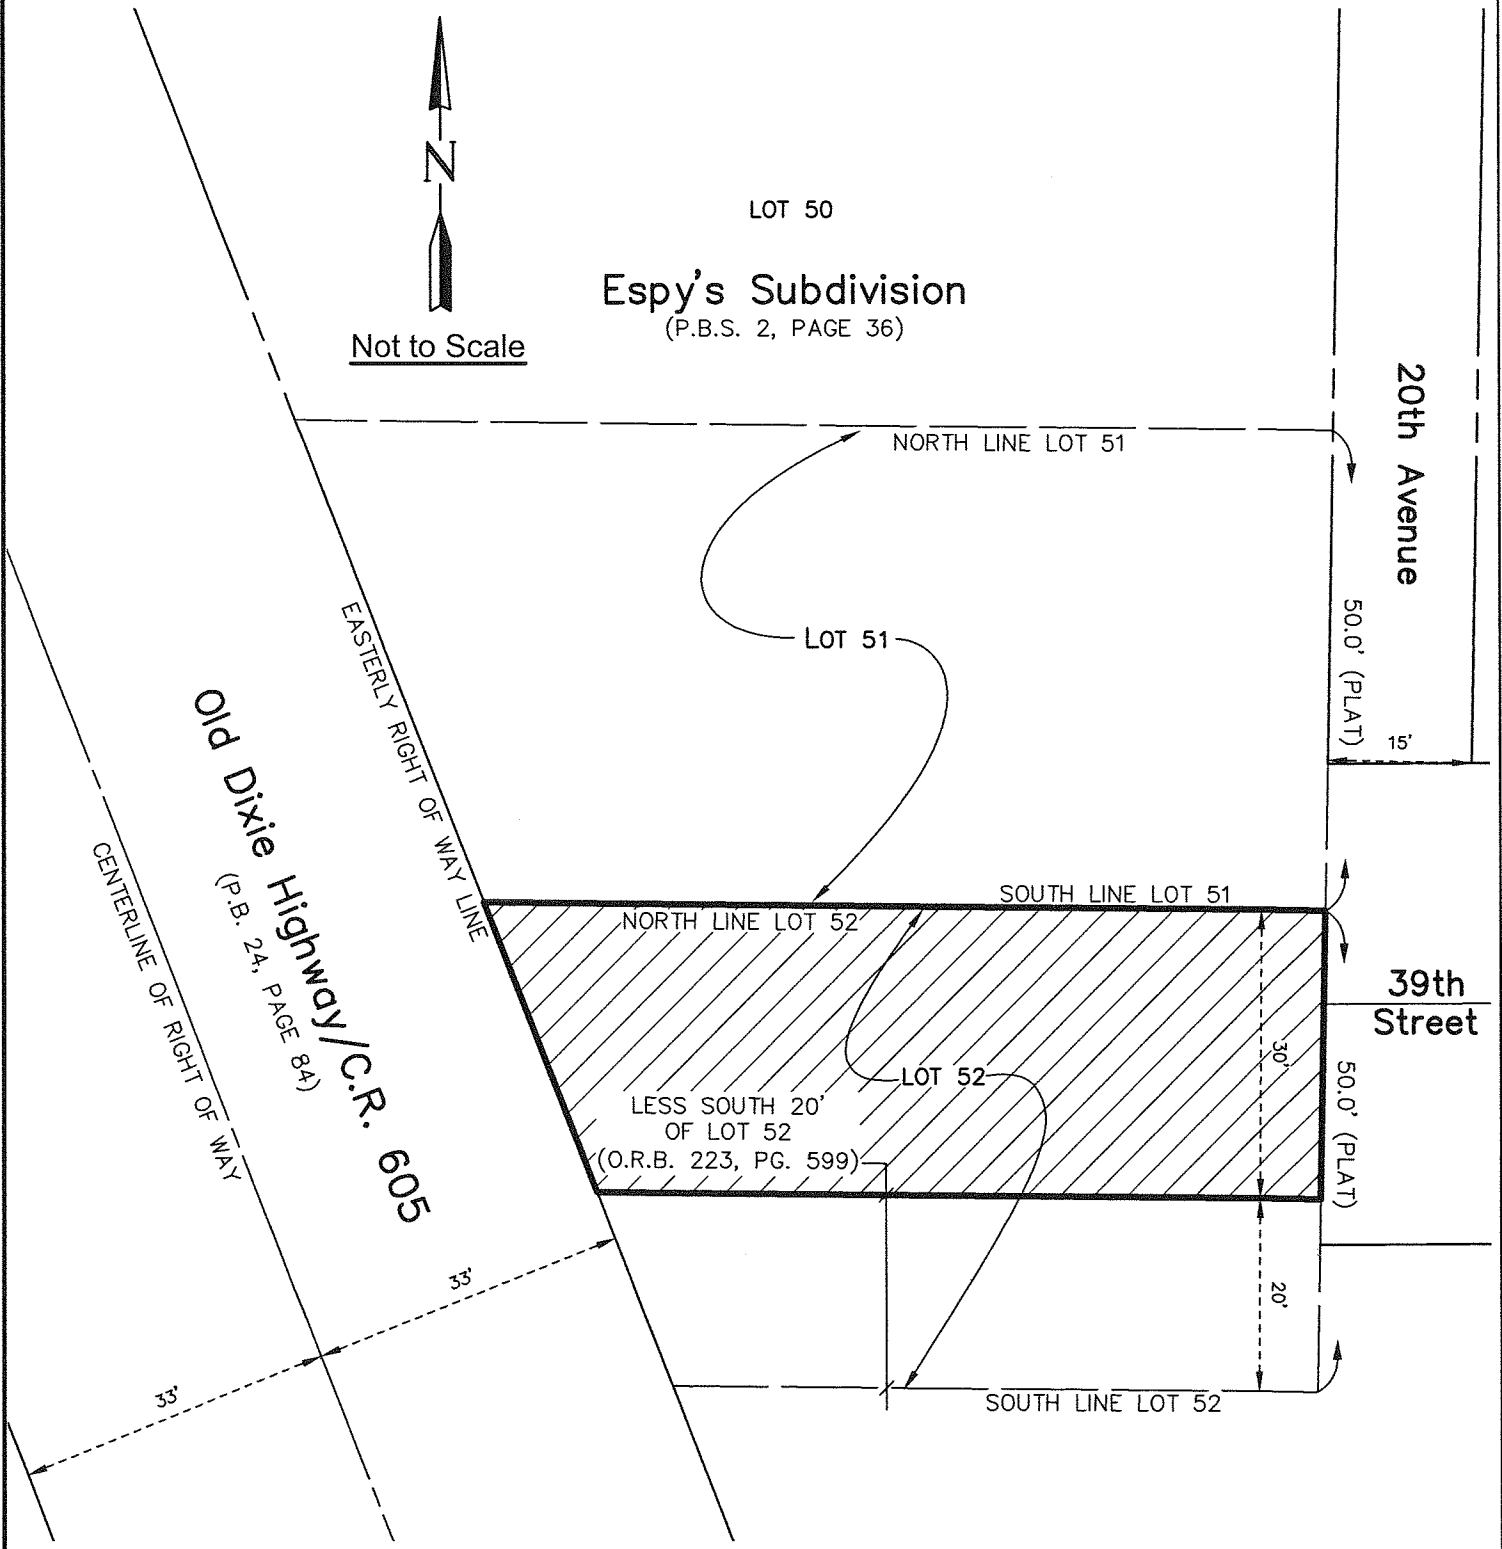 N
Not to Scale
LOT 50
Espy's Subdivision
(P.B.S. 2, PAGE 36)
20th Avenue
NORTH LINE LOT 51
50.0' (PLAT)
15'
LOT 51
EASTERLY RIGHT OF WAY LINE
Old Dixie Highway/C.R. 605
(P.B. 24, PAGE 84)
CENTERLINE OF RIGHT OF WAY
SOUTH LINE LOT 51
NORTH LINE LOT 52
39th
Street
30'
50.0' (PLAT)
LOT 52
LESS SOUTH 20'
OF LOT 52
(O.R.B. 223, PG. 599)
33'
33'
20'
SOUTH LINE LOT 52